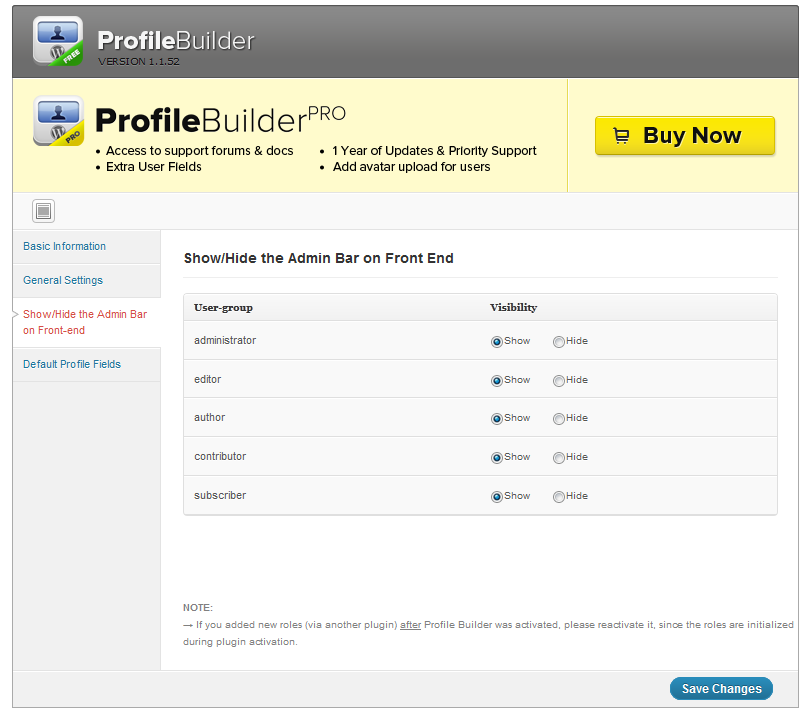 ProfileBuilder
FREE
VERSION 1.1.52
ProfileBuilder PRO
PRO
• Access to support forums & docs
• Extra User Fields
• 1 Year of Updates & Priority Support
• Add avatar upload for users
Buy Now
Basic Information
General Settings
Show/Hide the Admin Bar
on Front-end
Default Profile Fields
Show/Hide the Admin Bar on Front End
User-group Visibility
administrator Show Hide
editor Show Hide
author Show Hide
contributor Show Hide
subscriber Show Hide
NOTE:
→ If you added new roles (via another plugin) after Profile Builder was activated, please reactivate it, since the roles are initialized
during plugin activation.
Save Changes